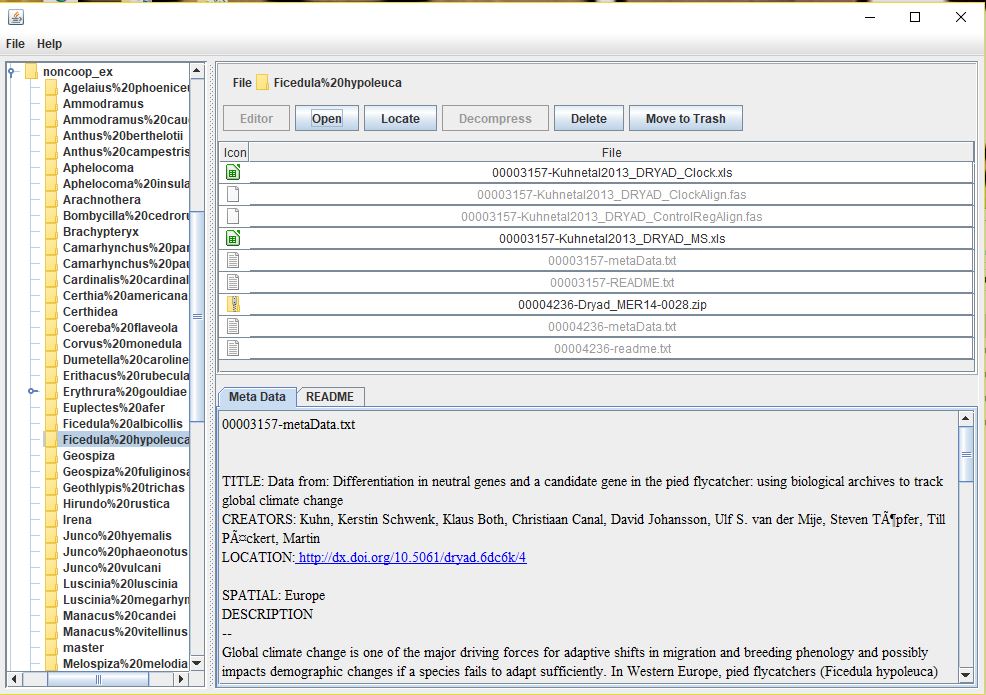 File Help
noncoop_ex
Agelaius%20phoenice
Ammodramus
Ammodramus%20cau
Anthus%20berthelotii
Anthus%20campestris
Aphelocoma
Aphelocoma%20insula
Arachnothera
Bombycilla%20cedroru
Brachypteryx
Camarhynchus%20par
Camarhynchus%20pau
Cardinalis%20cardinal
Certhia%20americana
Certhidea
Coereba%20flaveola
Corvus%20monedula
Dumetella%20caroline
Erithacus%20rubecula
Erythrura%20gouldiae
Euplectes%20afer
Ficedula%20albicollis
Ficedula%20hypoleuca
Geospiza
Geospiza%20fuliginosa
Geothlypis%20trichas
Hirundo%20rustica
Irena
Junco%20hyemalis
Junco%20phaeonotus
Junco%20vulcani
Luscinia%20luscinia
Luscinia%20megarhyn
Manacus%20candei
Manacus%20vitellinus
master
Melospiza%20melodia
File Ficedula%20hypoleuca
Editor Open Locate Decompress Delete Move to Trash
Icon File
00003157-Kuhnetal2013_DRYAD_Clock.xls
00003157-Kuhnetal2013_DRYAD_ClockAlign.fas
00003157-Kuhnetal2013_DRYAD_ControlRegAlign.fas
00003157-Kuhnetal2013_DRYAD_MS.xls
00003157-metaData.txt
00003157-README.txt
00004236-Dryad_MER14-0028.zip
00004236-metaData.txt
00004236-readme.txt
Meta Data README
00003157-metaData.txt
TITLE: Data from: Differentiation in neutral genes and a candidate gene in the pied flycatcher: using biological archives to track
global climate change
CREATORS: Kuhn, Kerstin Schwenk, Klaus Both, Christiaan Canal, David Johansson, Ulf S. van der Mije, Steven TÃ¶pfer, Till
PÃ¤ckert, Martin
LOCATION: http://dx.doi.org/10.5061/dryad.6dc6k/4
SPATIAL: Europe
DESCRIPTION
--
Global climate change is one of the major driving forces for adaptive shifts in migration and breeding phenology and possibly
impacts demographic changes if a species fails to adapt sufficiently. In Western Europe, pied flycatchers (Ficedula hypoleuca)